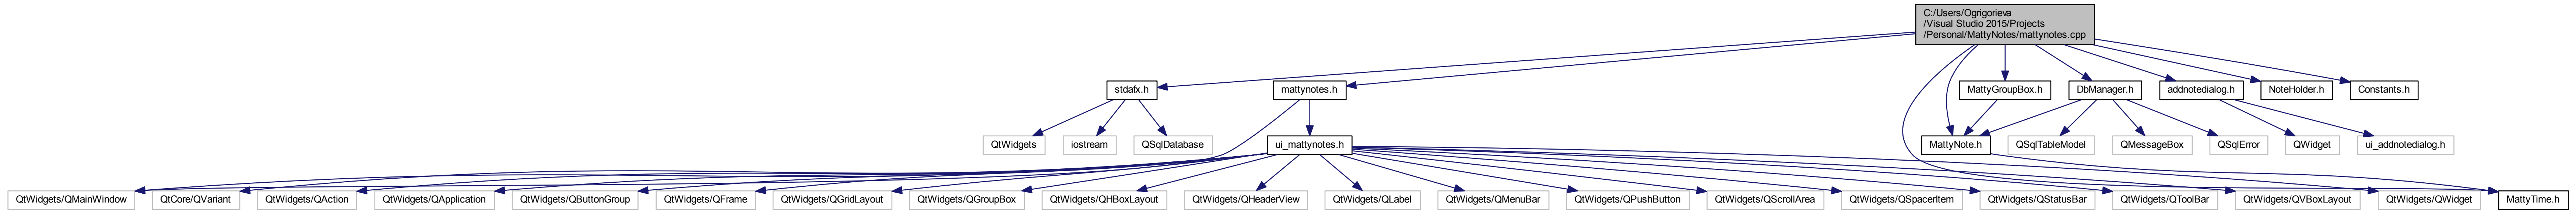 C:/Users/Ogrigorieva
/Visual Studio 2015/Projects
/Personal/MattyNotes/mattynotes.cpp
stdafx.h
mattynotes.h
MattyGroupBox.h
DbManager.h
addnotedialog.h
NoteHolder.h
Constants.h
QtWidgets
iostream
QSqlDatabase
ui_mattynotes.h
MattyNote.h
QSqlTableModel
QMessageBox
QSqlError
QWidget
ui_addnotedialog.h
QtWidgets/QMainWindow
QtCore/QVariant
QtWidgets/QAction
QtWidgets/QApplication
QtWidgets/QButtonGroup
QtWidgets/QFrame
QtWidgets/QGridLayout
QtWidgets/QGroupBox
QtWidgets/QHBoxLayout
QtWidgets/QHeaderView
QtWidgets/QLabel
QtWidgets/QMenuBar
QtWidgets/QPushButton
QtWidgets/QScrollArea
QtWidgets/QSpacerItem
QtWidgets/QStatusBar
QtWidgets/QToolBar
QtWidgets/QVBoxLayout
QtWidgets/QWidget
MattyTime.h